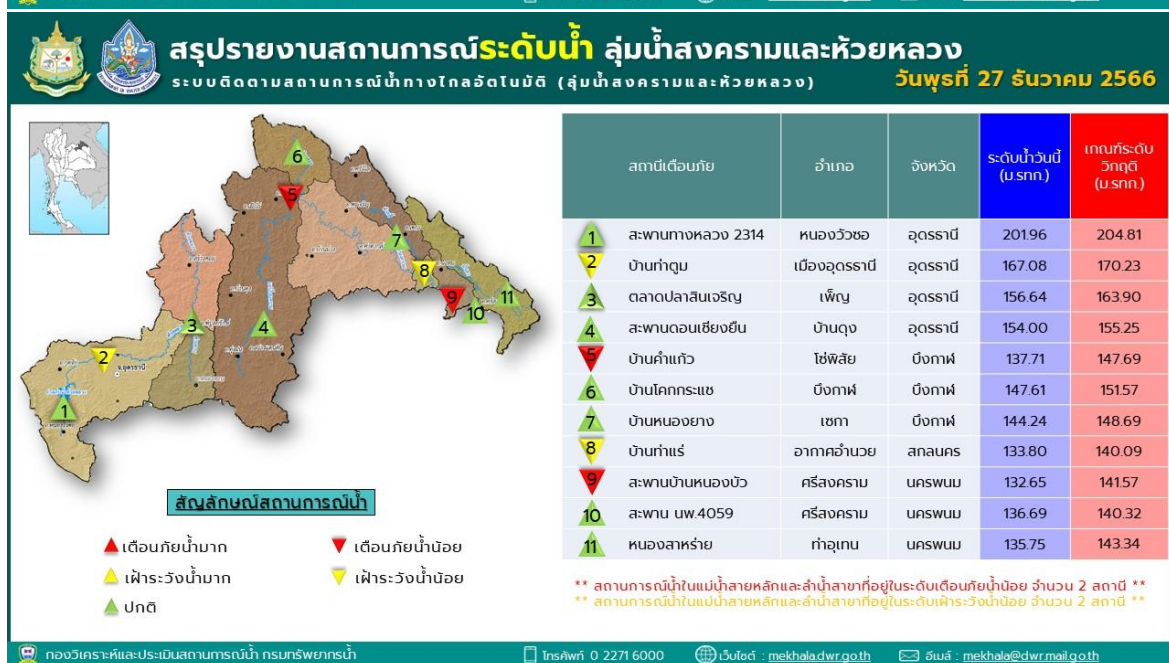 สรุปรายงานสถานการณ์ระดับน้ำ ลุ่มน้ำสงครามและห้วยหลวง
ระบบติดตามสถานการณ์น้ำทางไกลอัตโนมัติ (ลุ่มน้ำสงครามและห้วยหลวง)
วันพุธที่ 27 ธันวาคม 2566
6
5
7
8
9
11
10
3
4
2
1
สัญลักษณ์สถานการณ์น้ำ
เตือนภัยน้ำมาก
เตือนภัยน้ำน้อย
เฝ้าระวังน้ำมาก
เฝ้าระวังน้ำน้อย
ปกติ
สถานีเตือนภัย อำเภอ จังหวัด ระดับน้ำวันนี้ (ม.รทก.) เกณฑ์ระดับวิกฤติ (ม.รทก.)
1 สะพานทางหลวง 2314 หนองวัวซอ อุดรธานี 201.96 204.81
2 บ้านท่าตูม เมืองอุดรธานี อุดรธานี 167.08 170.23
3 ตลาดปลาสินเจริญ เพ็ญ อุดรธานี 156.64 163.90
4 สะพานดอนเชียงยืน บ้านดุง อุดรธานี 154.00 155.25
5 บ้านคำแก้ว โซ่พิสัย บึงกาฬ 137.71 147.69
6 บ้านโคกกระแซ บึงกาฬ บึงกาฬ 147.61 151.57
7 บ้านหนองยาง เซกา บึงกาฬ 144.24 148.69
8 บ้านท่าแร่ อากาศอำนวย สกลนคร 133.80 140.09
9 สะพานบ้านหนองบัว ศรีสงคราม นครพนม 132.65 141.57
10 สะพาน นพ.4059 ศรีสงคราม นครพนม 136.69 140.32
11 หนองสาหร่าย ท่าอุเทน นครพนม 135.75 143.34
** สถานการณ์น้ำในแม่น้ำสายหลักและลำน้ำสาขาที่อยู่ในระดับเตือนภัยน้ำน้อย จำนวน 2 สถานี **
** สถานการณ์น้ำในแม่น้ำสายหลักและลำน้ำสาขาที่อยู่ในระดับเฝ้าระวังน้ำน้อย จำนวน 2 สถานี **
กองวิเคราะห์และประเมินสถานการณ์น้ำ กรมทรัพยากรน้ำ โทรศัพท์ 0 2271 6000 เว็บไซต์ : mekhala.dwr.go.th อีเมล์ : mekhala@dwr.mail.go.th